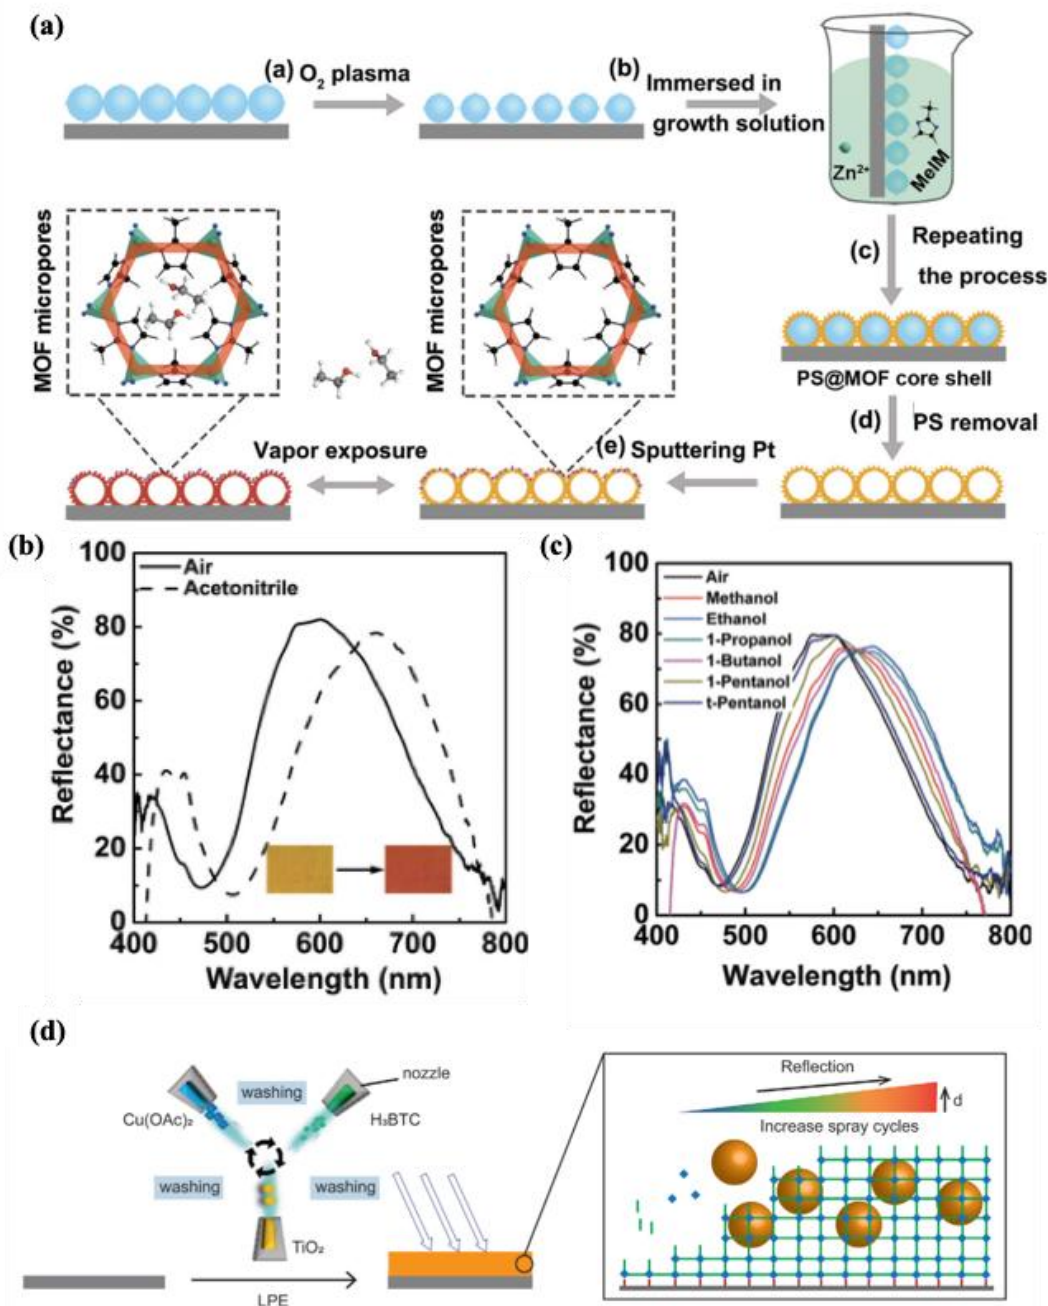 (a)
(a) O₂ plasma
(b) Immersed in
growth solution
Zn²⁺
MeIM
(c) Repeating
the process
PS@MOF core shell
(d) PS removal
MOF micropores
MOF micropores
Vapor exposure
(e) Sputtering Pt
(b)
100
80
60
40
20
0
Reflectance (%)
Air
Acetonitrile
400 500 600 700 800
Wavelength (nm)
(c)
100
80
60
40
20
0
Reflectance (%)
Air
Methanol
Ethanol
1-Propanol
1-Butanol
1-Pentanol
t-Pentanol
400 500 600 700 800
Wavelength (nm)
(d)
washing
nozzle
Cu(OAc)₂
H₃BTC
washing
washing
TiO₂
LPE
Reflection
d
Increase spray cycles